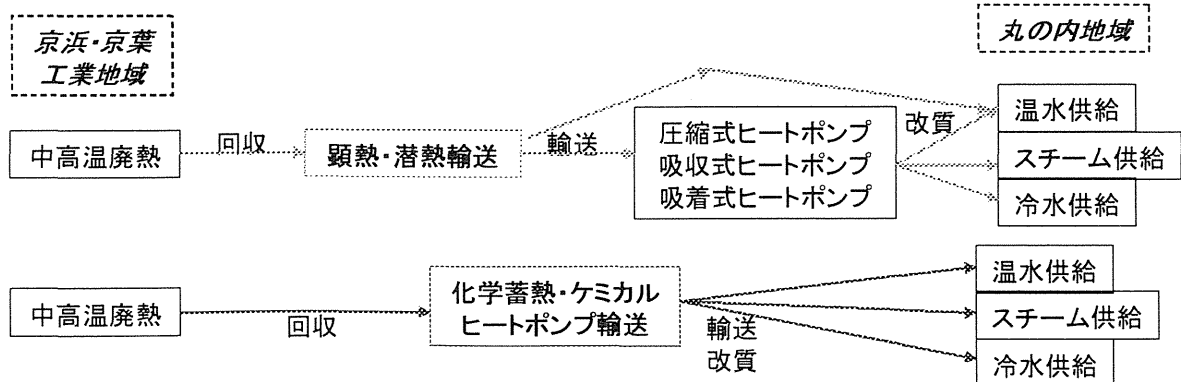 京浜・京葉
工業地域
丸の内地域
中高温廃熱
回収
顕熱・潜熱輸送
輸送
圧縮式ヒートポンプ
吸収式ヒートポンプ
吸着式ヒートポンプ
改質
温水供給
スチーム供給
冷水供給
中高温廃熱
回収
化学蓄熱・ケミカル
ヒートポンプ輸送
輸送
改質
温水供給
スチーム供給
冷水供給